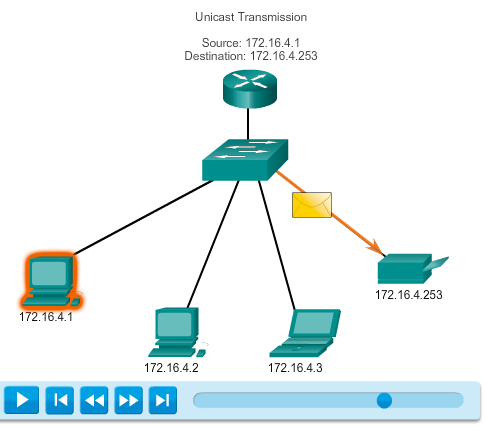 Unicast Transmission
Source: 172.16.4.1
Destination: 172.16.4.253
172.16.4.253
172.16.4.1
172.16.4.2
172.16.4.3